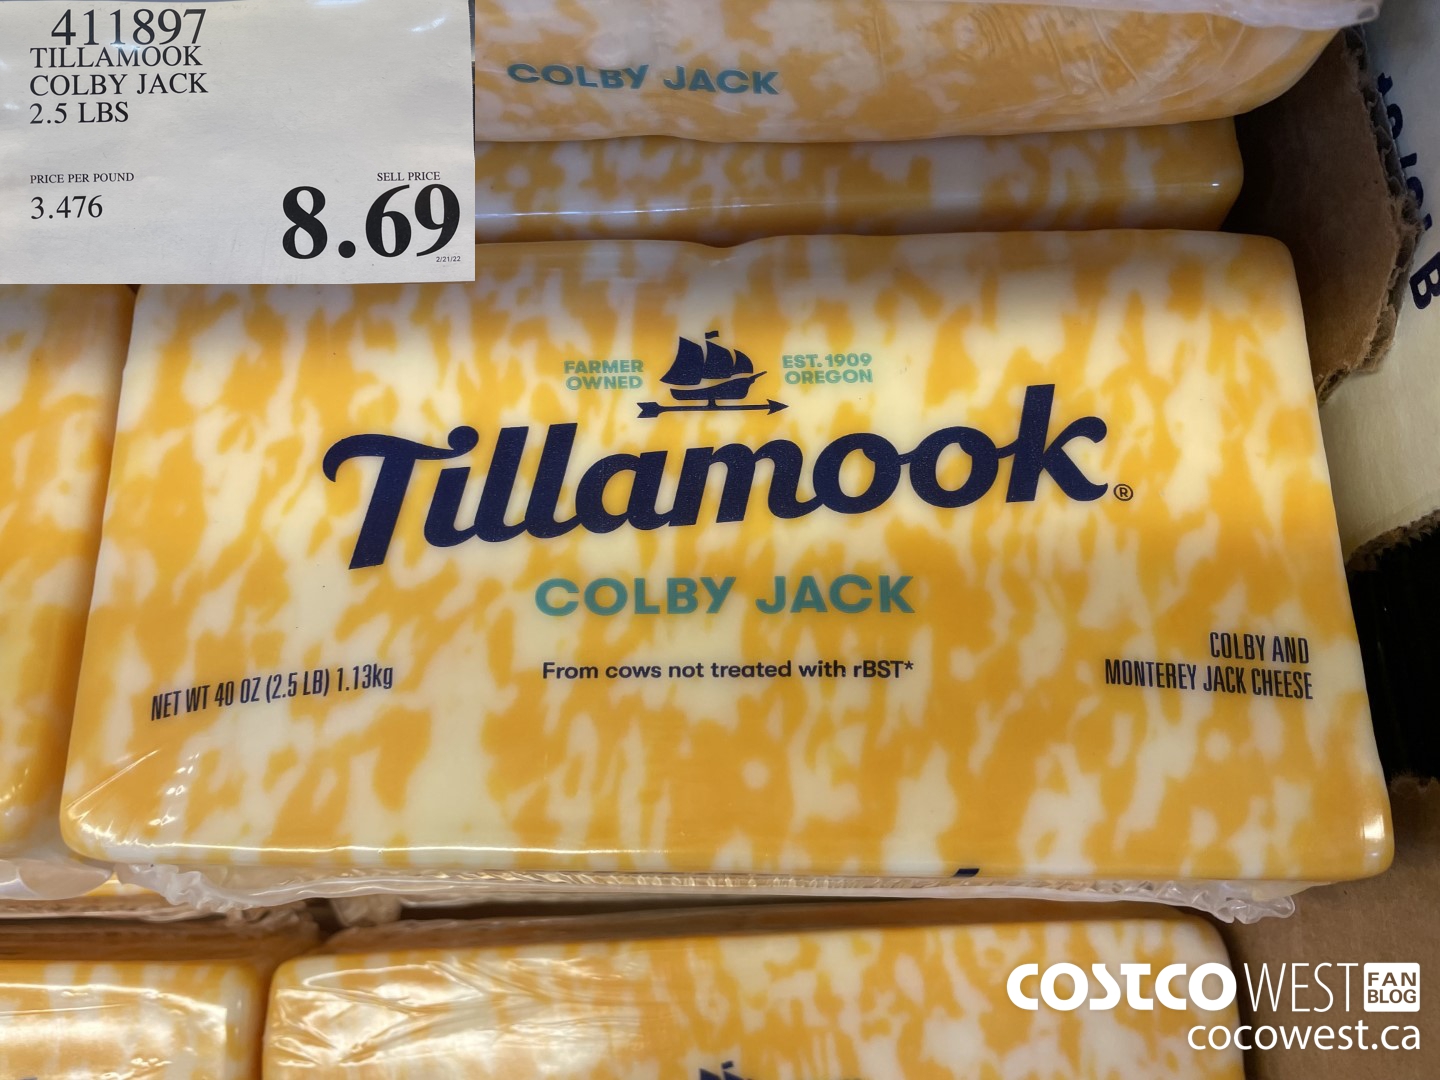 411897
TILLAMOOK
COLBY JACK
2.5 LBS
PRICE PER POUND
3.476
SELL PRICE
8.69
2/21/22
COLBY JACK
FARMER
OWNED
EST. 1909
OREGON
Tillamook®
COLBY JACK
From cows not treated with rBST*
NET WT 40 OZ (2.5 LB) 1.13kg
COLBY AND
MONTEREY JACK CHEESE
COSTCO WEST FAN
BLOG
cocowest.ca